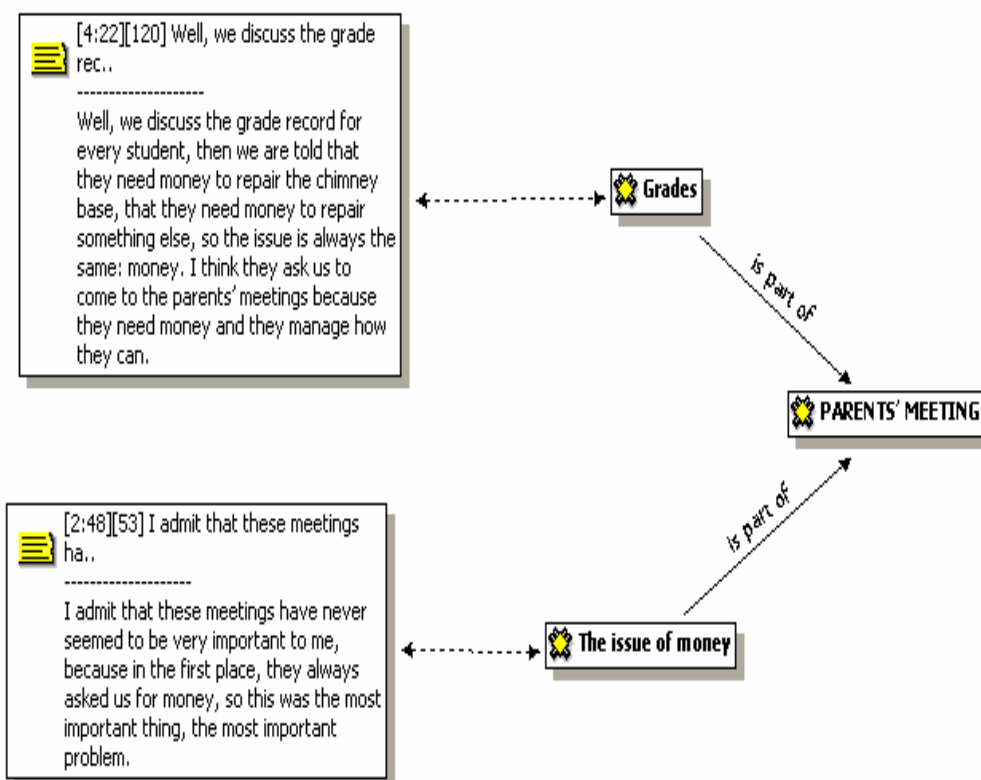 [4:22][120] Well, we discuss the grade
rec..
--------------------
Well, we discuss the grade record for
every student, then we are told that
they need money to repair the chimney
base, that they need money to repair
something else, so the issue is always the
same: money. I think they ask us to
come to the parents' meetings because
they need money and they manage how
they can.
Grades
is part of
PARENTS' MEETING
is part of
The issue of money
[2:48][53] I admit that these meetings
ha..
--------------------
I admit that these meetings have never
seemed to be very important to me,
because in the first place, they always
asked us for money, so this was the most
important thing, the most important
problem.